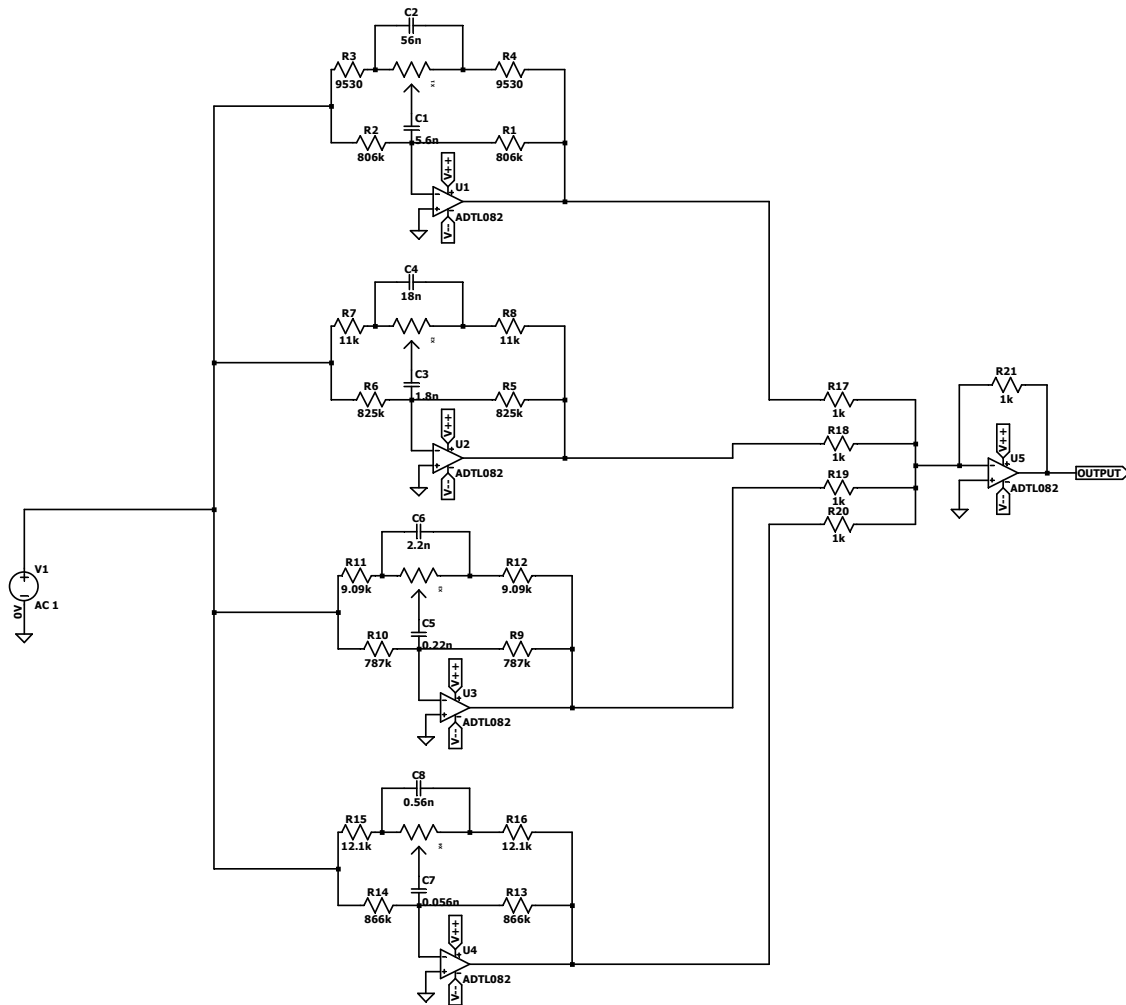 C2
56n
R3
9530
R4
9530
X1
C1
5.6n
R2
806k
R1
806k
V++
U1
ADTL082
V--
C4
18n
R7
11k
R8
11k
X2
C3
1.8n
R6
825k
R5
825k
V++
U2
ADTL082
V--
R17
1k
R18
1k
R19
1k
R20
1k
R21
1k
V++
U5
ADTL082
V--
OUTPUT
V1
AC 1
0V
C6
2.2n
R11
9.09k
R12
9.09k
X3
C5
0.22n
R10
787k
R9
787k
V++
U3
ADTL082
V--
C8
0.56n
R15
12.1k
R16
12.1k
X4
C7
0.056n
R14
866k
R13
866k
V++
U4
ADTL082
V--